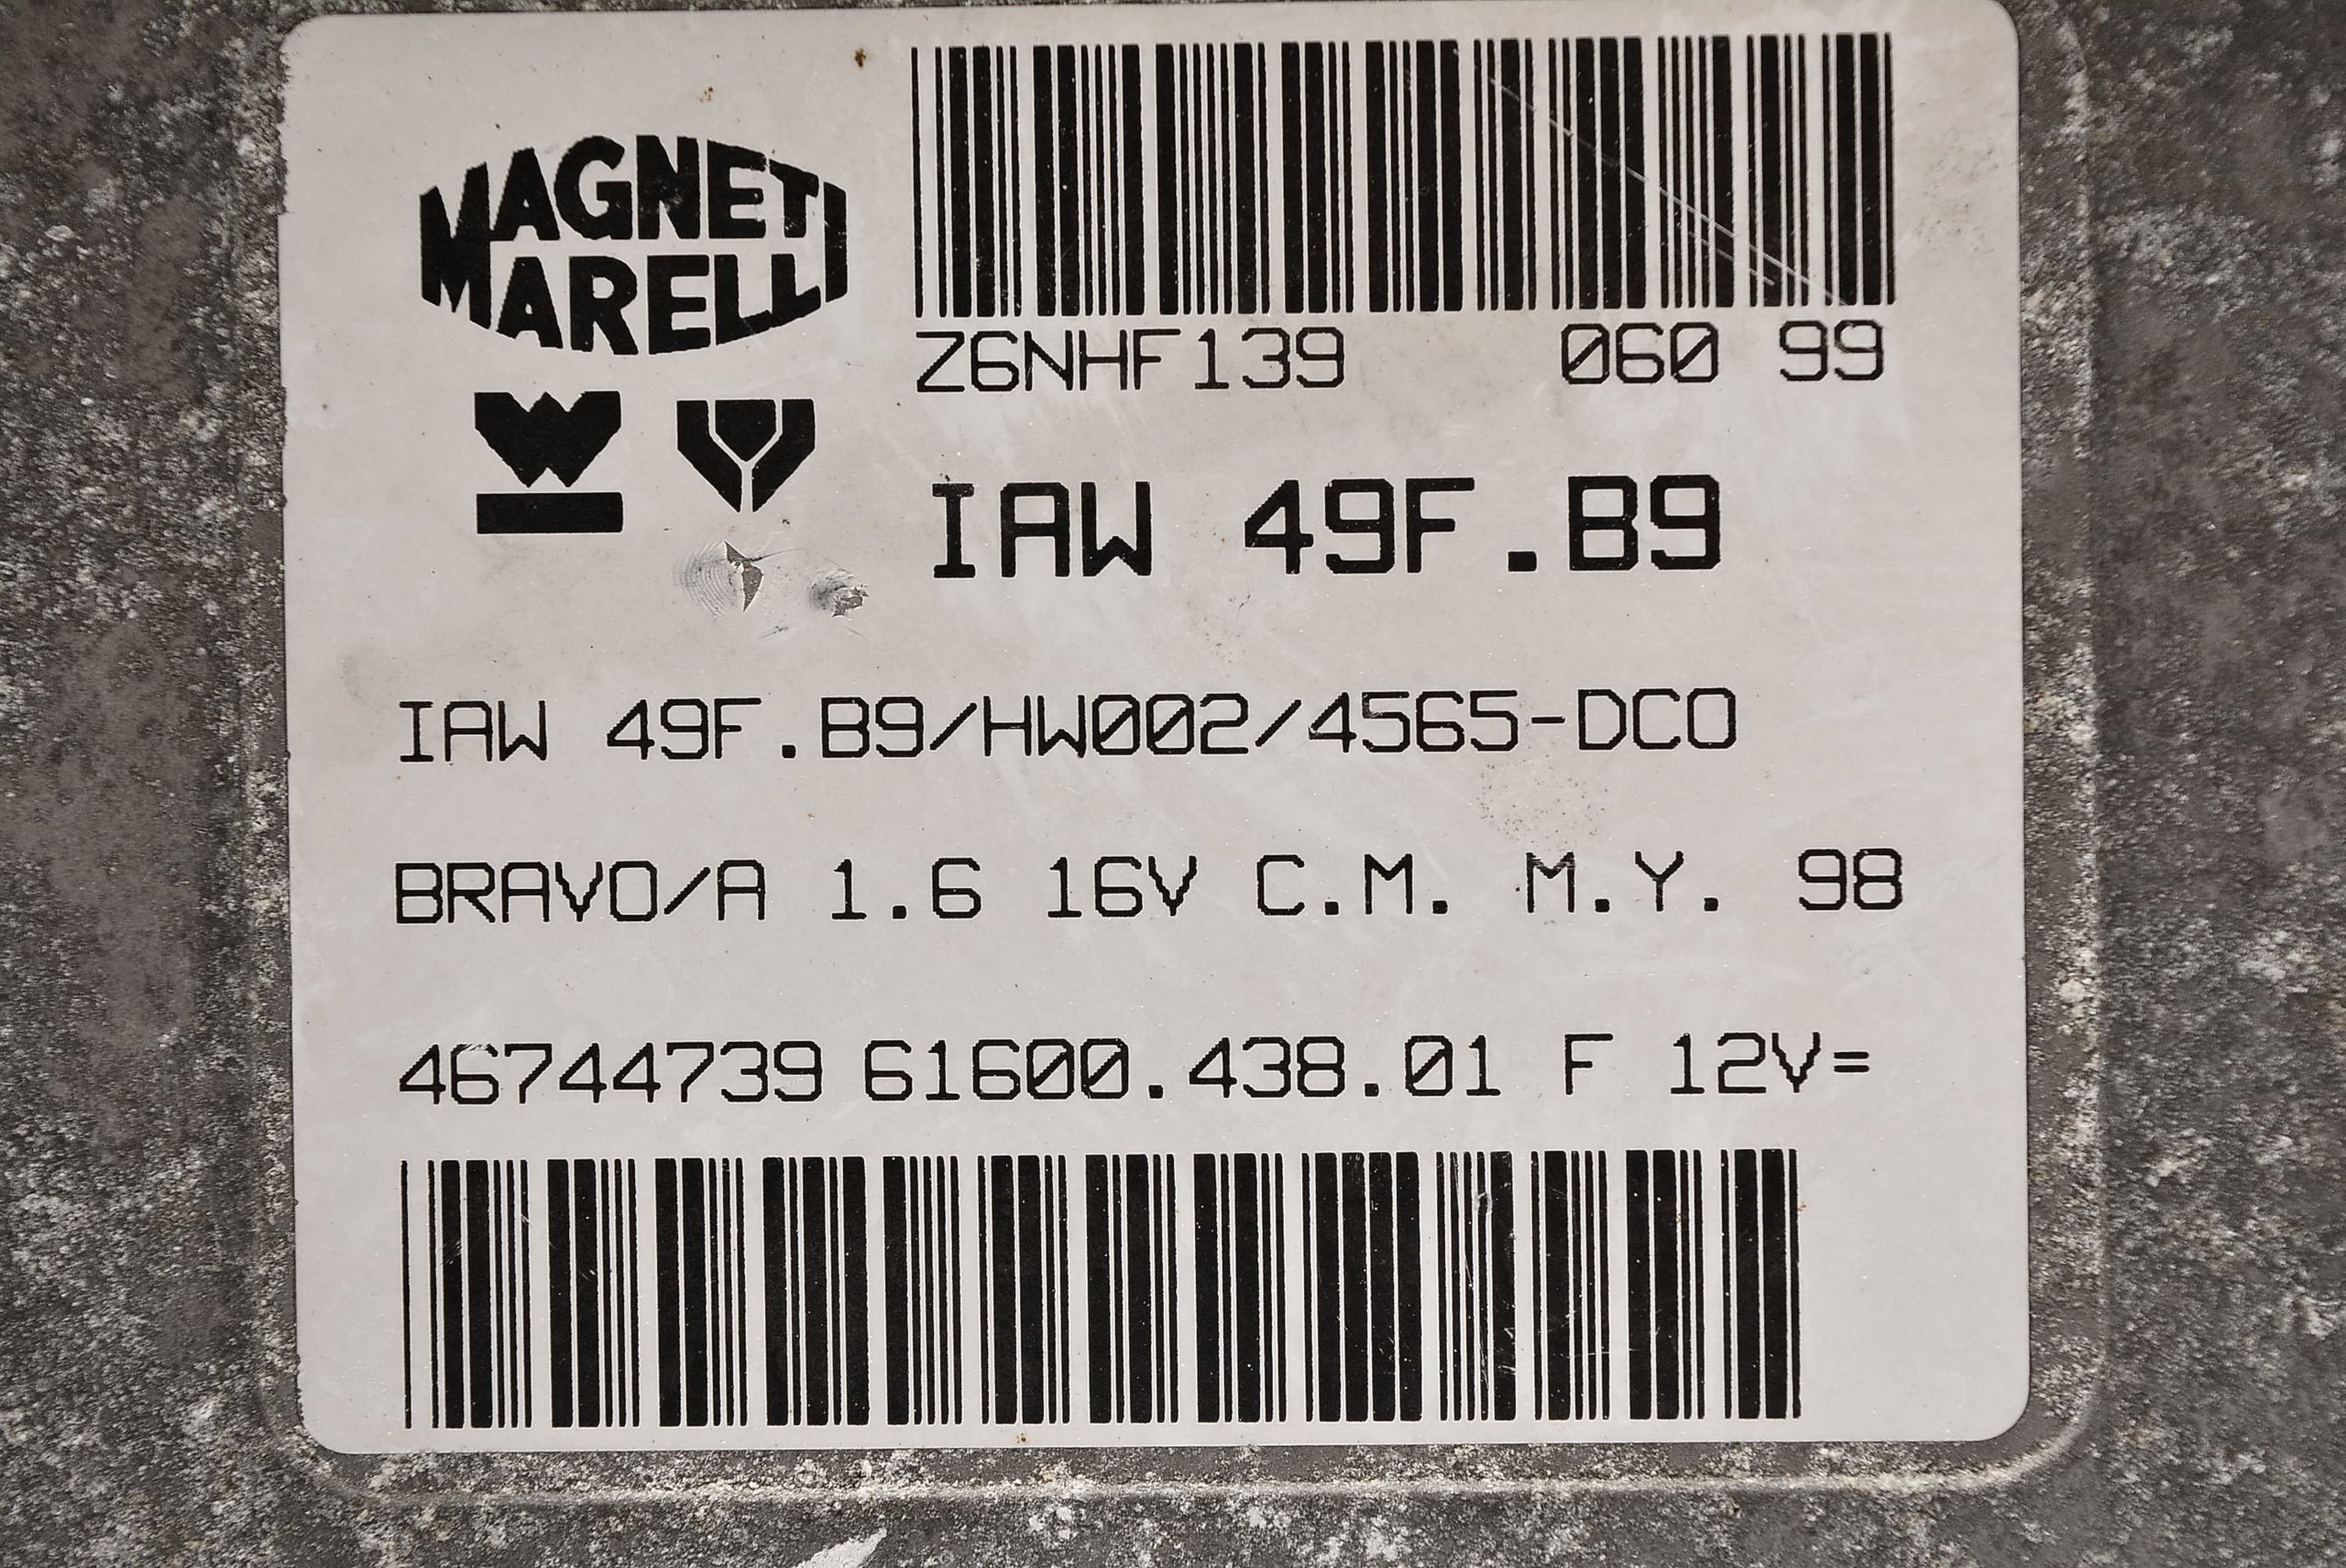 MAGNETI
MARELLI
Z6NHF139 060 99
IAW 49F.B9
IAW 49F.B9/HW002/4565-DCO
BRAVO/A 1.6 16V C.M. M.Y. 98
46744739 61600.438.01 F 12V=